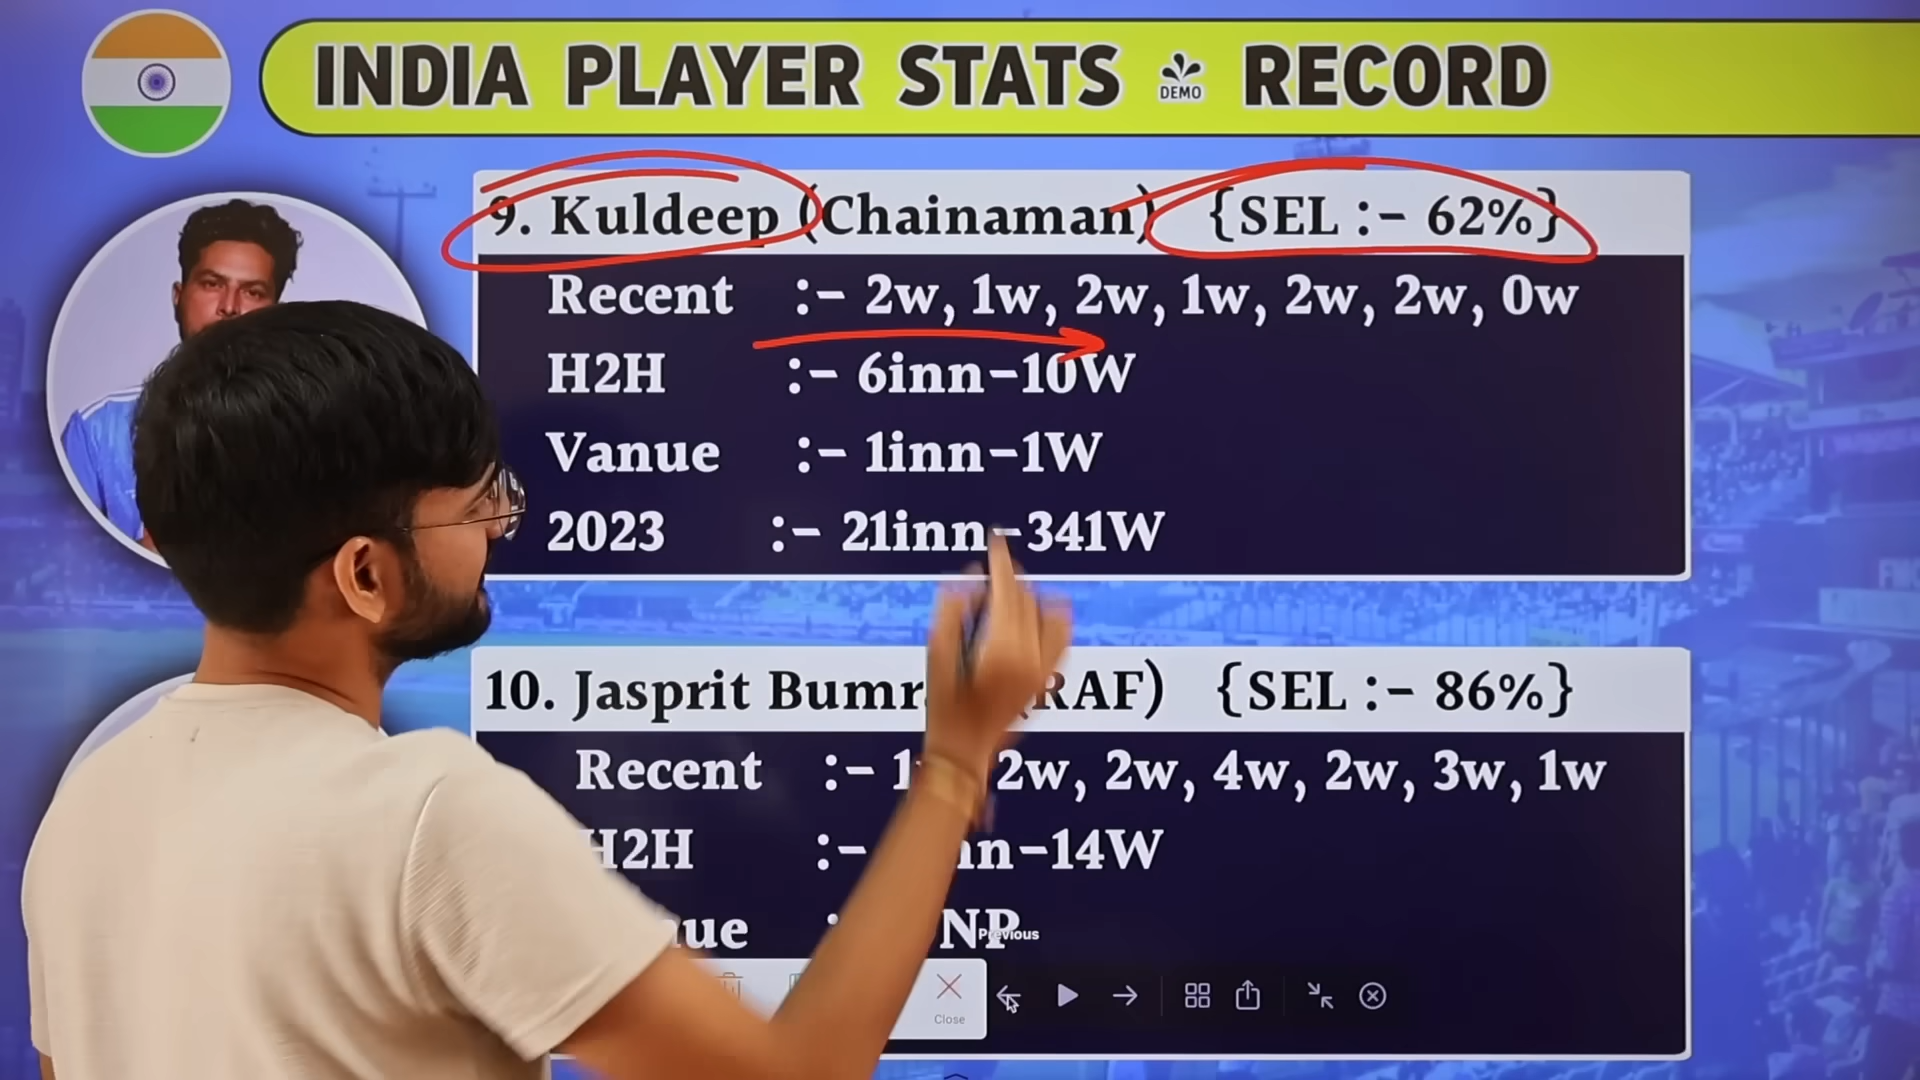 INDIA PLAYER STATS DEMO RECORD
9. Kuldeep (Chainaman) {SEL :- 62%}
Recent :- 2w, 1w, 2w, 1w, 2w, 2w, 0w
H2H :- 6inn-10W
Vanue :- 1inn-1W
2023 :- 21inn-341W
10. Jasprit RAF) {SEL :- 86%}
Recent :- 2w, 2w, 4w, 2w, 3w, 1w
H2H :- -14W
NP
Previous
Close